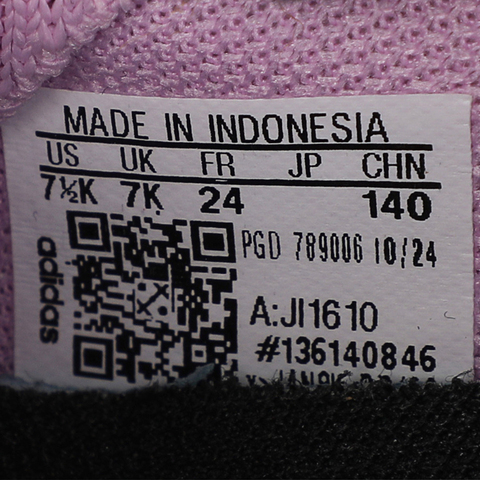 MADE IN INDONESIA
US UK FR JP CHN
7½K 7K 24 140
PGD 789006 10/24
adidas
A:JI1610
#136140846